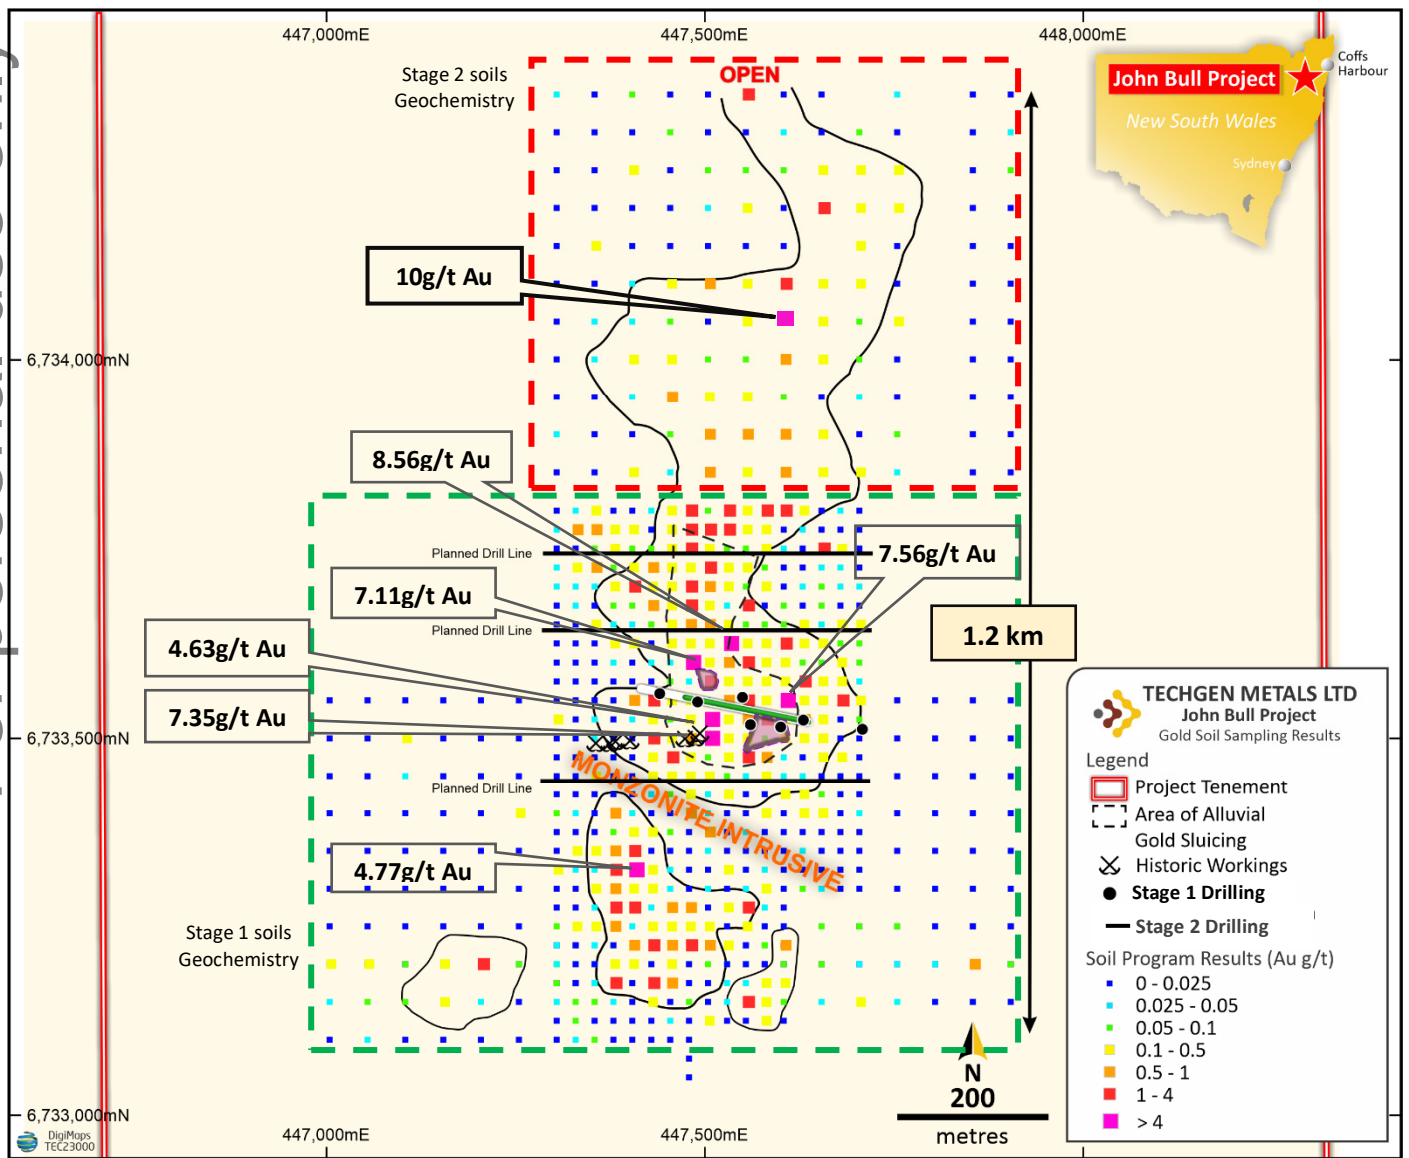 447,000mE
447,500mE
448,000mE
Stage 2 soils
Geochemistry
OPEN
Coffs
Harbour
John Bull Project
New South Wales
Sydney
10g/t Au
6,734,000mN
8.56g/t Au
Planned Drill Line
7.56g/t Au
7.11g/t Au
Planned Drill Line
1.2 km
4.63g/t Au
7.35g/t Au
6,733,500mN
MONZONITE INTRUSIVE
Planned Drill Line
4.77g/t Au
Stage 1 soils
Geochemistry
TECHGEN METALS LTD
John Bull Project
Gold Soil Sampling Results
Legend
Project Tenement
Area of Alluvial
Gold Sluicing
Historic Workings
Stage 1 Drilling
Stage 2 Drilling
Soil Program Results (Au g/t)
0 - 0.025
0.025 - 0.05
0.05 - 0.1
0.1 - 0.5
0.5 - 1
1 - 4
> 4
N
200
metres
6,733,000mN
DigiMaps
TEC23000
447,000mE
447,500mE